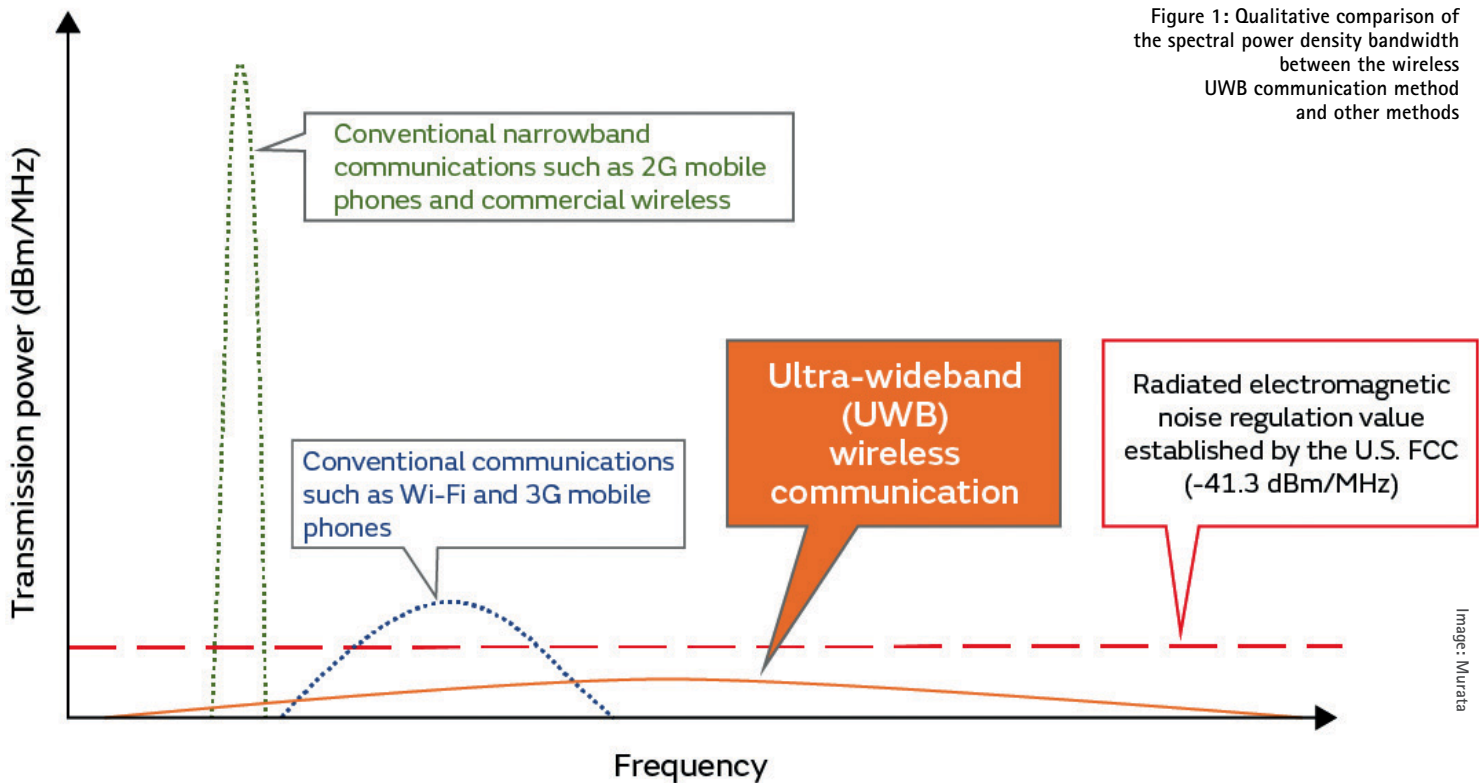 Figure 1: Qualitative comparison of
the spectral power density bandwidth
between the wireless
UWB communication method
and other methods
Transmission power (dBm/MHz)
Conventional narrowband
communications such as 2G mobile
phones and commercial wireless
Conventional communications
such as Wi-Fi and 3G mobile
phones
Ultra-wideband
(UWB)
wireless
communication
Radiated electromagnetic
noise regulation value
established by the U.S. FCC
(-41.3 dBm/MHz)
Image: Murata
Frequency